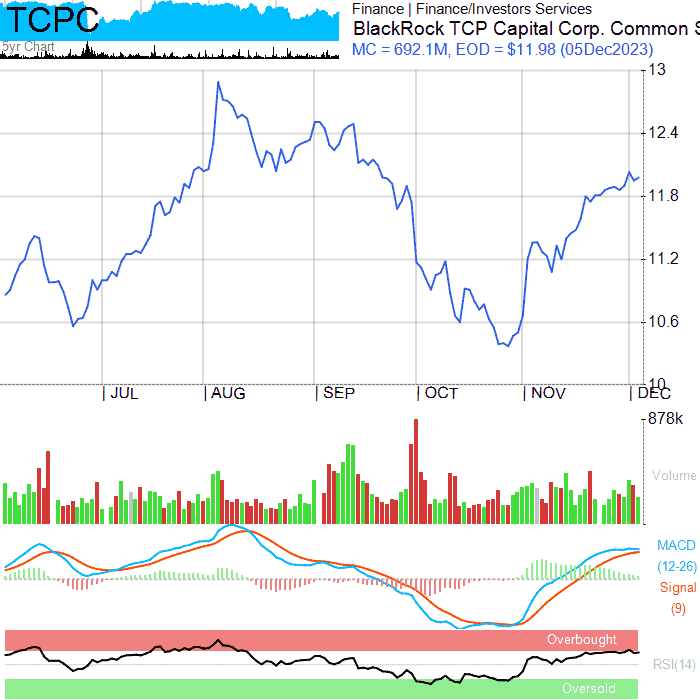 TCPC
5yr Chart
Finance | Finance/Investors Services
BlackRock TCP Capital Corp. Common S
MC = 692.1M, EOD = $11.98 (05Dec2023)
13
12.4
11.8
11.2
10.6
10
| JUL | AUG | SEP | OCT | NOV | DEC
878k
Volume
MACD
(12-26)
Signal
(9)
Overbought
RSI(14)
Oversold